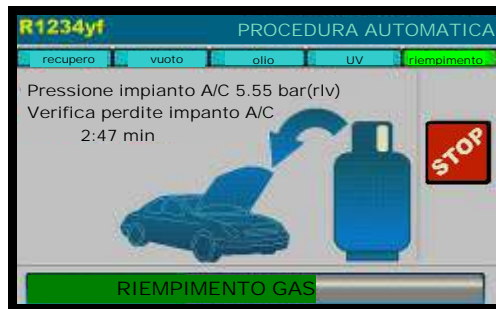 R1234yf PROCEDURA AUTOMATICA
recupero vuoto olio UV riempimento
Pressione impianto A/C 5.55 bar(rlv)
Verifica perdite impanto A/C
2:47 min
STOP
RIEMPIMENTO GAS